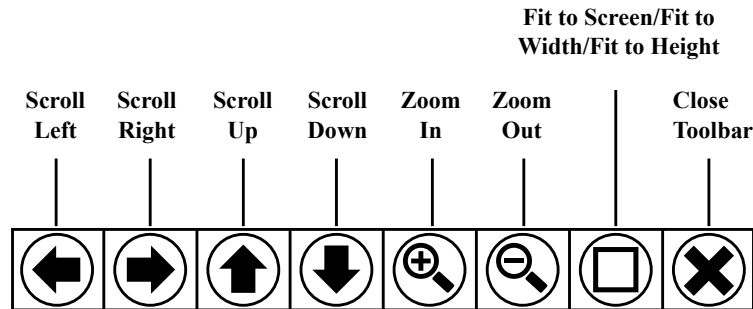 Fit to Screen/Fit to
Width/Fit to Height
Scroll
Left
Scroll
Right
Scroll
Up
Scroll
Down
Zoom
In
Zoom
Out
Close
Toolbar